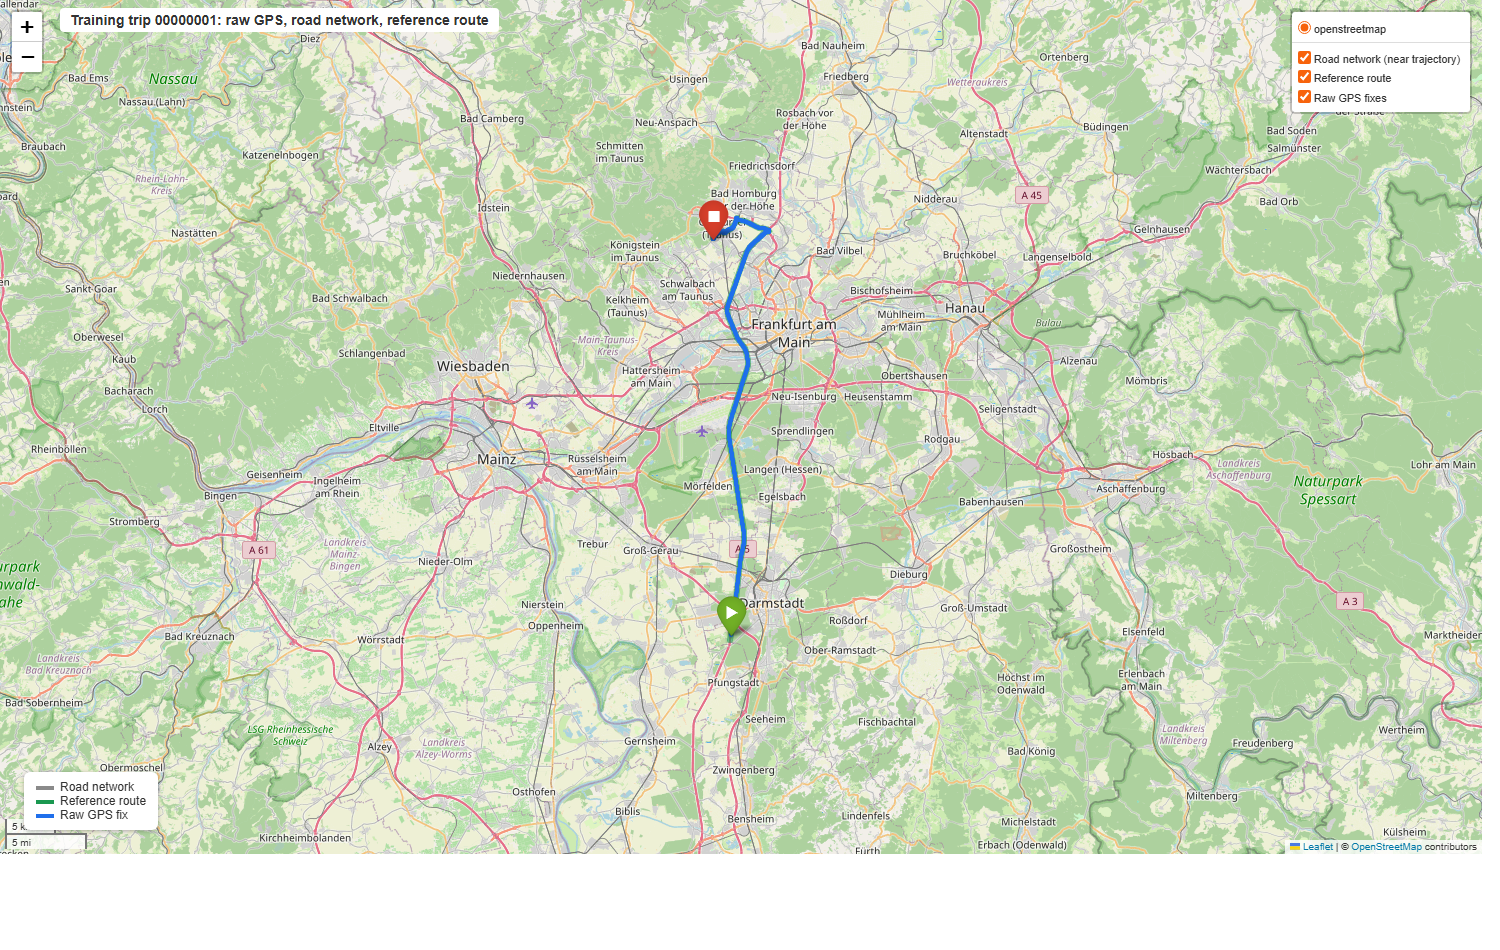 Training trip 00000001: raw GPS, road network, reference route
+
−
openstreetmap
Road network (near trajectory)
Reference route
Raw GPS fixes
Diez
Bad Nauheim
Ortenberg
Nassau
Bad Ems
Usingen
Friedberg
Wetteraukreis
Nassau (Lahn)
Bad Camberg
Neu-Anspach
Rosbach vor
der Höhe
Altenstadt
Büdingen
Bad Soden
Salmünster
Braubach
Katzenelnbogen
Schmitten
im Taunus
Friedrichsdorf
Wächtersbach
Rhein-Lahn-
Kreis
Idstein
Bad Homburg
der Höhe
A 45
Nidderau
Bad Orb
Nastätten
Königstein
im Taunus
Bad Vilbel
Bruchköbel
Langenselbold
Gelnhausen
Sankt Goar
Niedernhausen
Schwalbach
am Taunus
Bischofsheim
Bad Schwalbach
Kelkheim
(Taunus)
Mühlheim
am Main
Hanau
Bulau
Oberwesel
Frankfurt am
Main
Main-Taunus-
Kreis
Kaub
Schlangenbad
Wiesbaden
Hattersheim
am Main
Obertshausen
Alzenau
Mömbris
Bacharach
Lorch
Neu-Isenburg
Heusenstamm
Seligenstadt
Eltville
Sprendlingen
Rodgau
Rheinbollen
Mainz
Rüsselsheim
am Main
Langen (Hessen)
Hösbach
Landkreis
Aschaffenburg
Lohr am Main
Geisenheim
Ingelheim
am Rhein
Mörfelden
Egelsbach
Babenhausen
Aschaffenburg
Naturpark
Spessart
Bingen
Stromberg
A 61
Landkreis
Mainz-
Bingen
Trebur
Groß-Gerau
A 5
Großostheim
Nieder-Olm
Dieburg
Nierstein
Darmstadt
Groß-Umstadt
A 3
Oppenheim
Roßdorf
Elsenfeld
Bad Kreuznach
Wörrstadt
Ober-Ramstadt
Landkreis
Bad Kreuznach
Pfungstadt
Höchst im
Odenwald
Erlenbach
am Main
Bad Sobernheim
Seeheim
Fischbachtal
LSG Rheinhessische
Schweiz
Alzey
Landkreis
Alzey-Worms
Gernsheim
Bad König
Landkreis
Miltenberg
Freudenberg
Wertheim
Obermoschel
Zwingenberg
Osthofen
Miltenberg
Biblis
Bensheim
Lindenfels
Michelstadt
Kirchheimbolanden
Erbach (Odenwald)
Külsheim
Furth
Road network
Reference route
Raw GPS fix
5 mi
Leaflet | © OpenStreetMap contributors